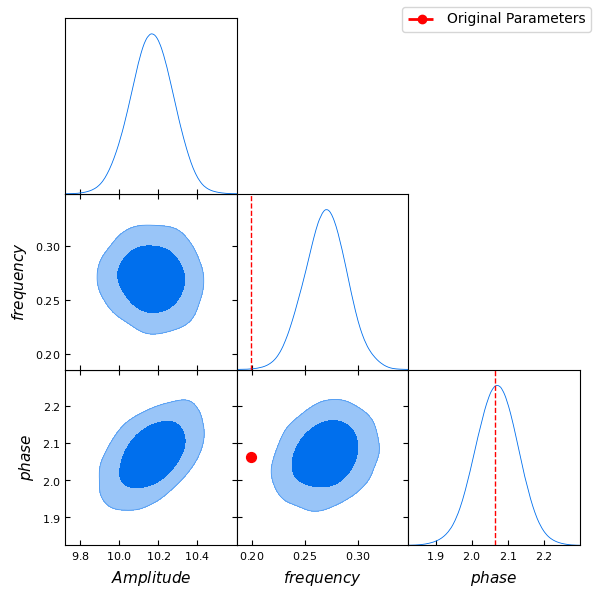 Original Parameters
frequency
0.30
0.25
0.20
phase
2.2
2.1
2.0
1.9
9.8 10.0 10.2 10.4
0.20 0.25 0.30
1.9 2.0 2.1 2.2
Amplitude
frequency
phase